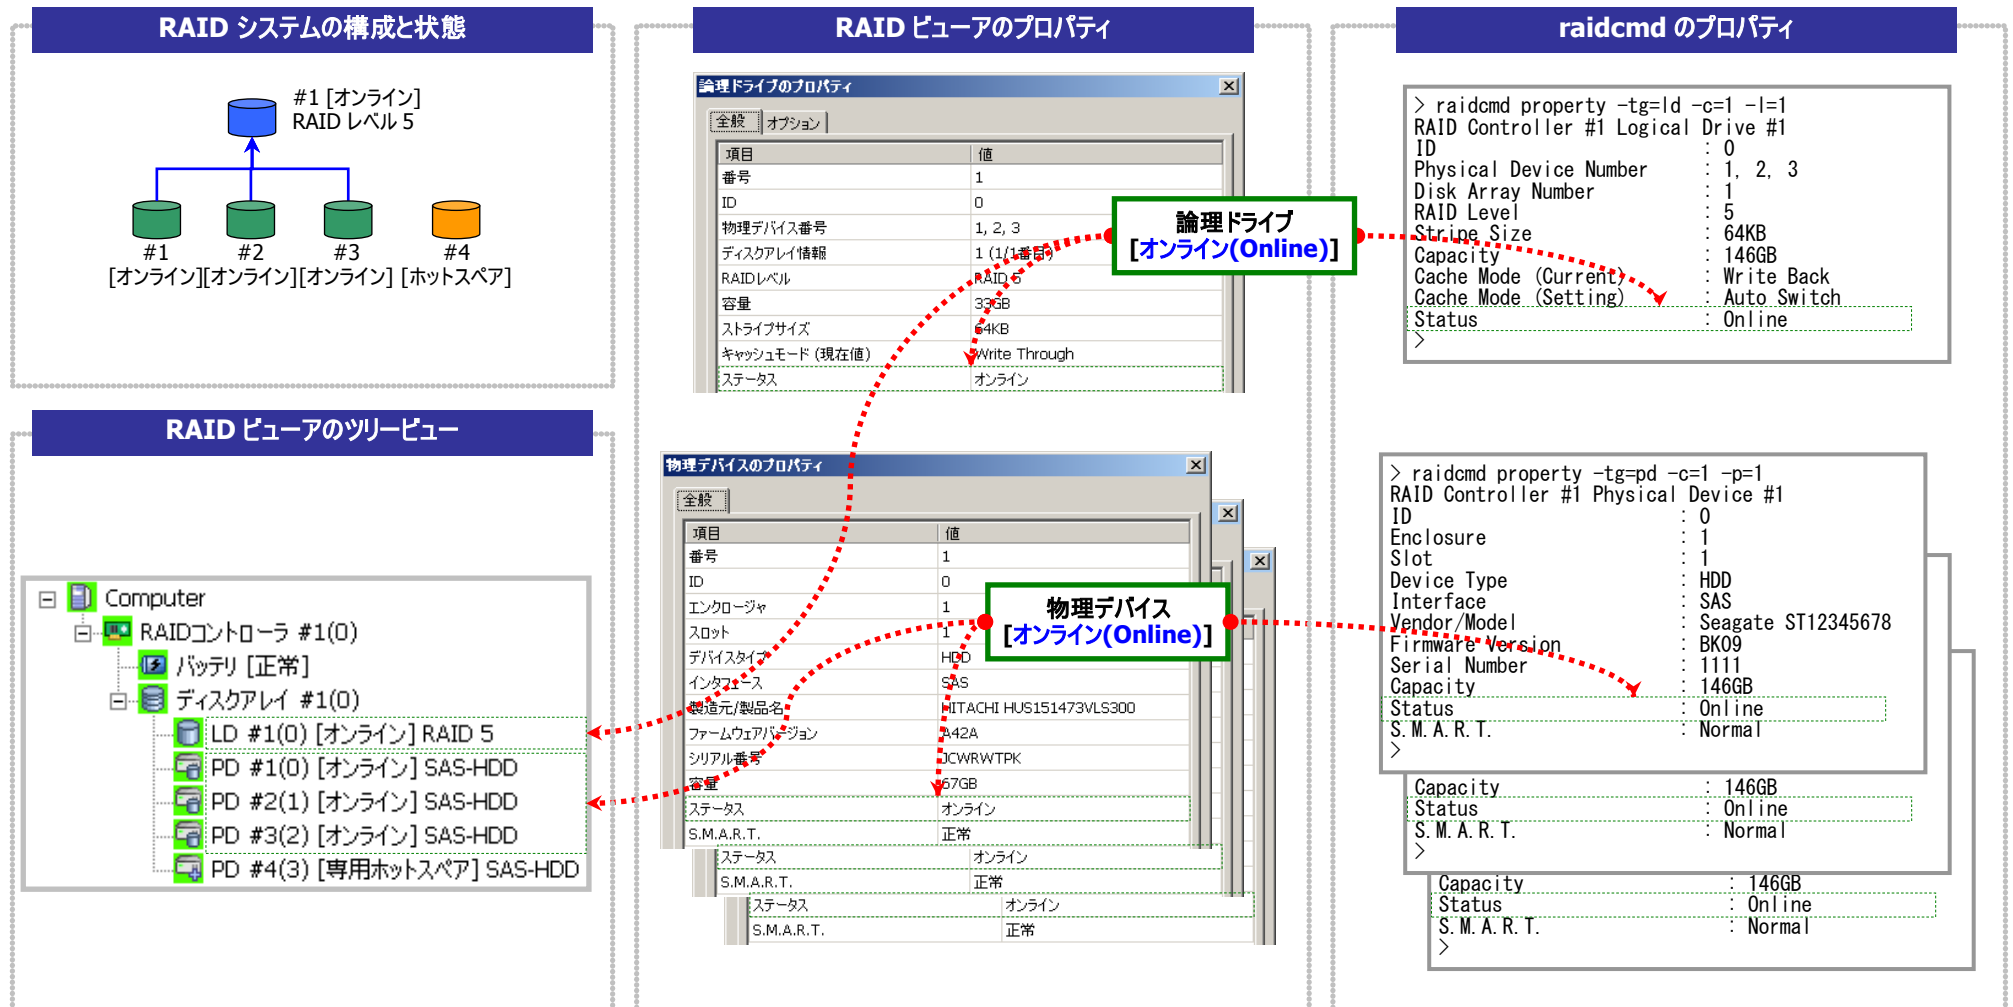 RAID システムの構成と状態
#1 [オンライン]
RAID レベル 5
#1
#2
#3
#4
[オンライン][オンライン][オンライン] [ホットスペア]
RAID ビューアのツリービュー
Computer
RAIDコントローラ #1(0)
バッテリ [正常]
ディスクアレイ #1(0)
LD #1(0) [オンライン] RAID 5
PD #1(0) [オンライン] SAS-HDD
PD #2(1) [オンライン] SAS-HDD
PD #3(2) [オンライン] SAS-HDD
PD #4(3) [専用ホットスペア] SAS-HDD
RAID ビューアのプロパティ
論理ドライブのプロパティ
全般 オプション
項目 値
番号 1
ID 0
物理デバイス番号 1, 2, 3
ディスクアレイ情報 1 (1/1番目)
RAIDレベル RAID 5
容量 33GB
ストライプサイズ 64KB
キャッシュモード (現在値) Write Through
ステータス オンライン
論理ドライブ
[オンライン(Online)]
物理デバイスのプロパティ
全般
項目 値
番号 1
ID 0
エンクロージャ 1
スロット 1
デバイスタイプ HDD
インタフェース SAS
製造元/製品名 HITACHI HUS151473VLS300
ファームウェアバージョン A42A
シリアル番号 JCWRWTPK
容量 67GB
ステータス オンライン
S.M.A.R.T. 正常
ステータス オンライン
S.M.A.R.T. 正常
ステータス オンライン
S.M.A.R.T. 正常
物理デバイス
[オンライン(Online)]
raidcmd のプロパティ
> raidcmd property -tg=ld -c=1 -l=1
RAID Controller #1 Logical Drive #1
ID : 0
Physical Device Number : 1, 2, 3
Disk Array Number : 1
RAID Level : 5
Stripe Size : 64KB
Capacity : 146GB
Cache Mode (Current) : Write Back
Cache Mode (Setting) : Auto Switch
Status : Online
>
> raidcmd property -tg=pd -c=1 -p=1
RAID Controller #1 Physical Device #1
ID : 0
Enclosure : 1
Slot : 1
Device Type : HDD
Interface : SAS
Vendor/Model : Seagate ST12345678
Firmware Version : BK09
Serial Number : 1111
Capacity : 146GB
Status : Online
S.M.A.R.T. : Normal
>
Capacity : 146GB
Status : Online
S.M.A.R.T. : Normal
>
Capacity : 146GB
Status : Online
S.M.A.R.T. : Normal
>